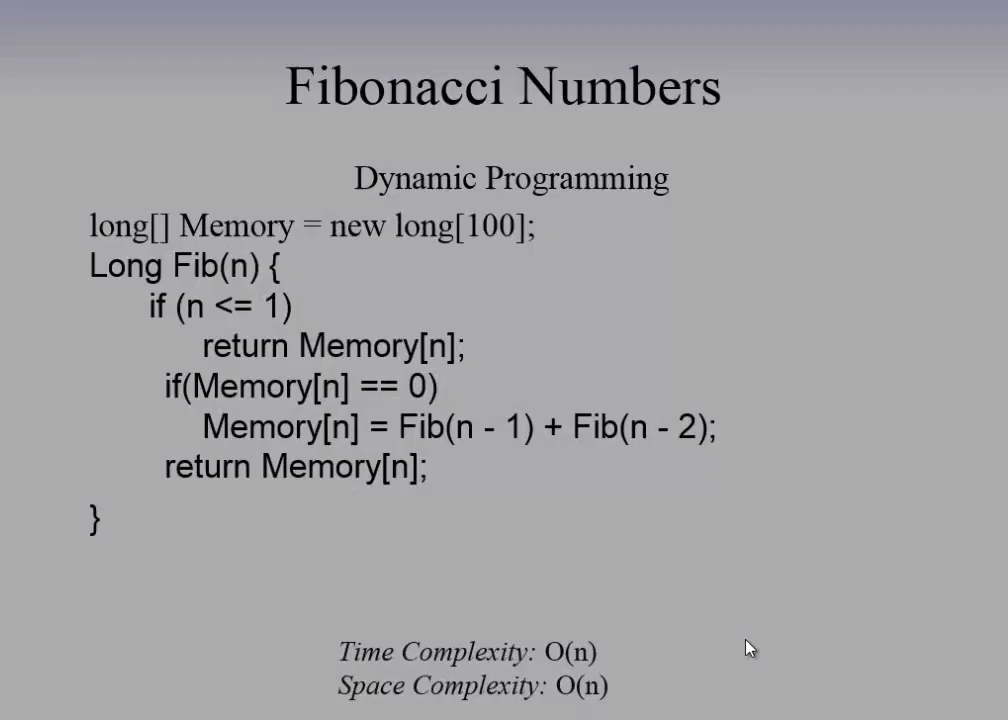 Fibonacci Numbers
Dynamic Programming
long[] Memory = new long[100];
Long Fib(n) {
if (n <= 1)
return Memory[n];
if(Memory[n] == 0)
Memory[n] = Fib(n - 1) + Fib(n - 2);
return Memory[n];
}
Time Complexity: O(n)
Space Complexity: O(n)